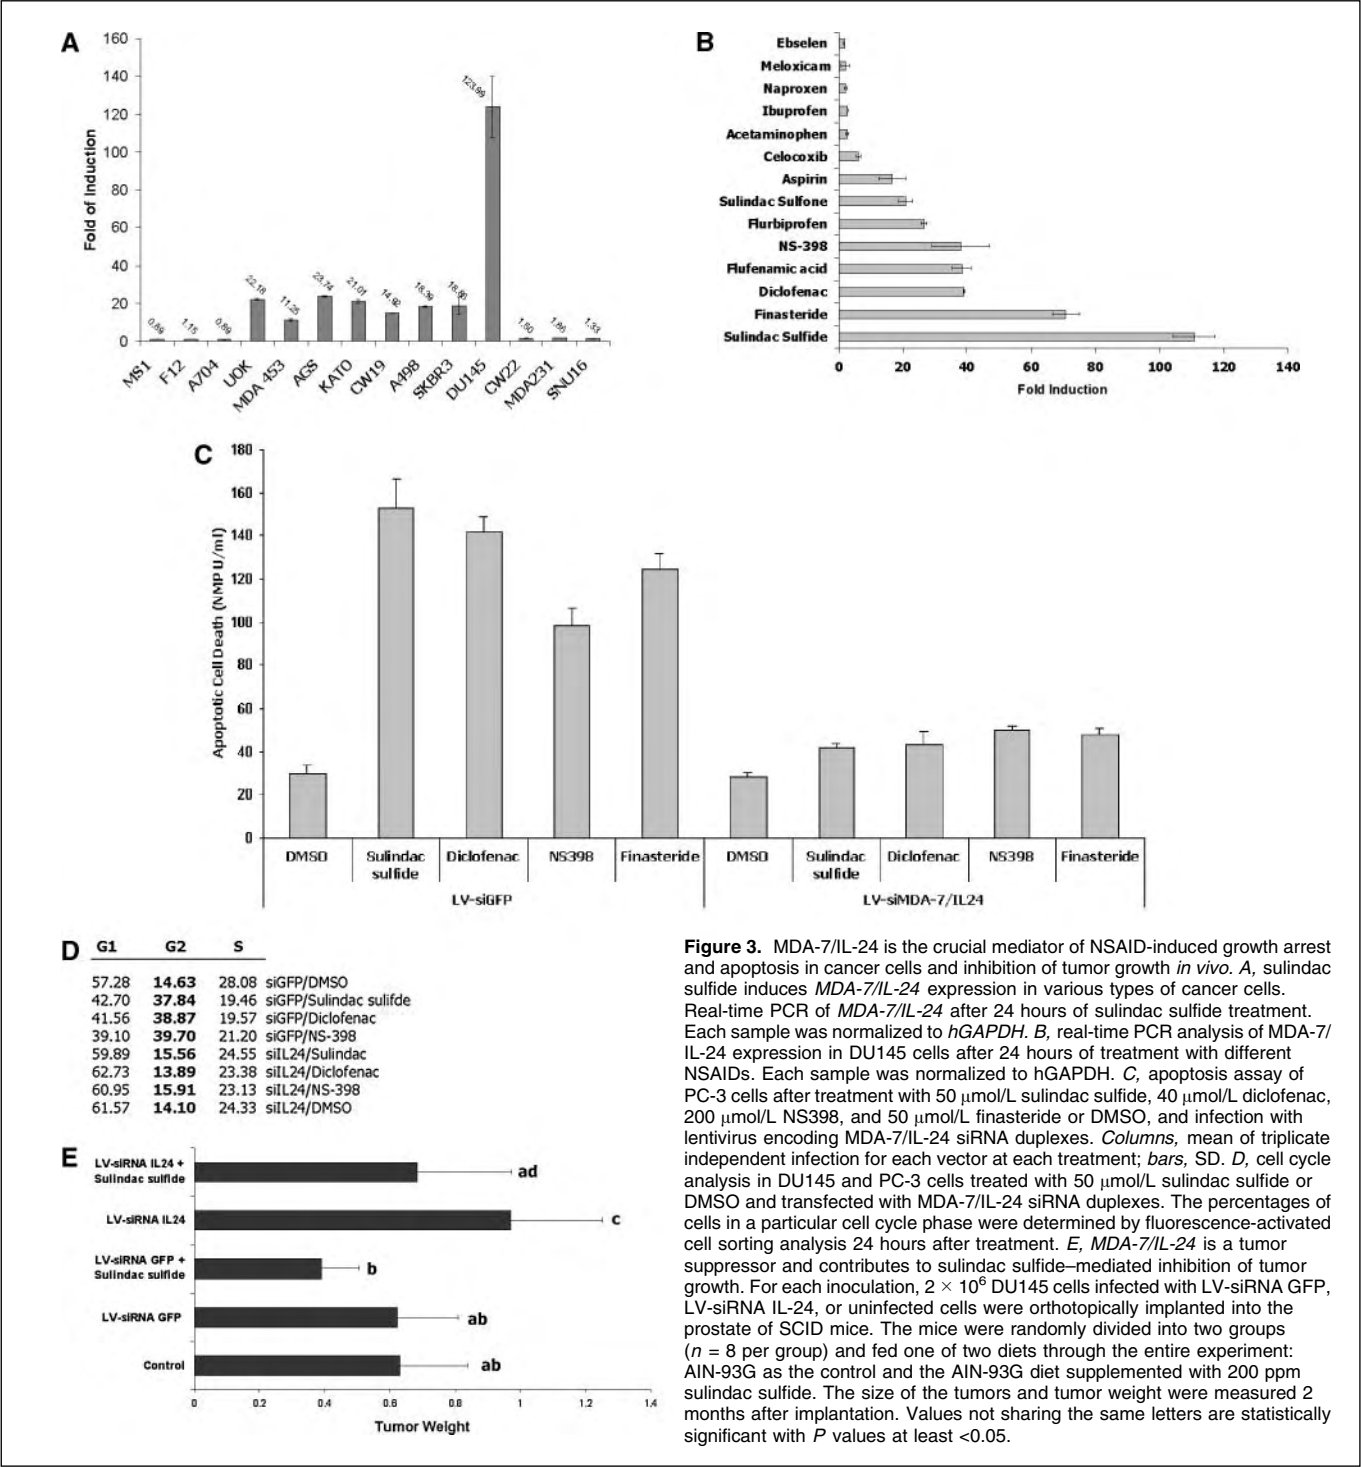 A
160
140
120
100
80
60
40
20
0
Fold of Induction
0.89
1.15
0.89
22.18
11.25
23.74
21.01
14.92
18.39
18.86
123.99
1.50
1.86
1.33
MS1
F12
A704
UOK
MDA 453
AGS
KATO
CW19
A498
SKBR3
DU145
CW22
MDA231
SNU16
B
Ebselen
Meloxicam
Naproxen
Ibuprofen
Acetaminophen
Celocoxib
Aspirin
Sulindac Sulfone
Flurbiprofen
NS-398
Flufenamic acid
Diclofenac
Finasteride
Sulindac Sulfide
0 20 40 60 80 100 120 140
Fold Induction
C
180
160
140
120
100
80
60
40
20
0
Apoptotic Cell Death (NMP U/ml)
DMSO Sulindac sulfide Diclofenac NS398 Finasteride DMSO Sulindac sulfide Diclofenac NS398 Finasteride
LV-siGFP LV-siMDA-7/IL24
D G1 G2 S
57.28 14.63 28.08 siGFP/DMSO
42.70 37.84 19.46 siGFP/Sulindac sulifde
41.56 38.87 19.57 siGFP/Diclofenac
39.10 39.70 21.20 siGFP/NS-398
59.89 15.56 24.55 siIL24/Sulindac
62.73 13.89 23.38 siIL24/Diclofenac
60.95 15.91 23.13 siIL24/NS-398
61.57 14.10 24.33 siIL24/DMSO
E
LV-siRNA IL24 +
Sulindac sulfide
ad
LV-siRNA IL24
c
LV-siRNA GFP +
Sulindac sulfide
b
LV-siRNA GFP
ab
Control
ab
0 0.2 0.4 0.6 0.8 1 1.2 1.4
Tumor Weight
Figure 3. MDA-7/IL-24 is the crucial mediator of NSAID-induced growth arrest
and apoptosis in cancer cells and inhibition of tumor growth in vivo. A, sulindac
sulfide induces MDA-7/IL-24 expression in various types of cancer cells.
Real-time PCR of MDA-7/IL-24 after 24 hours of sulindac sulfide treatment.
Each sample was normalized to hGAPDH. B, real-time PCR analysis of MDA-7/
IL-24 expression in DU145 cells after 24 hours of treatment with different
NSAIDs. Each sample was normalized to hGAPDH. C, apoptosis assay of
PC-3 cells after treatment with 50 μmol/L sulindac sulfide, 40 μmol/L diclofenac,
200 μmol/L NS398, and 50 μmol/L finasteride or DMSO, and infection with
lentivirus encoding MDA-7/IL-24 siRNA duplexes. Columns, mean of triplicate
independent infection for each vector at each treatment; bars, SD. D, cell cycle
analysis in DU145 and PC-3 cells treated with 50 μmol/L sulindac sulfide or
DMSO and transfected with MDA-7/IL-24 siRNA duplexes. The percentages of
cells in a particular cell cycle phase were determined by fluorescence-activated
cell sorting analysis 24 hours after treatment. E, MDA-7/IL-24 is a tumor
suppressor and contributes to sulindac sulfide–mediated inhibition of tumor
growth. For each inoculation, 2 × 10⁶ DU145 cells infected with LV-siRNA GFP,
LV-siRNA IL-24, or uninfected cells were orthotopically implanted into the
prostate of SCID mice. The mice were randomly divided into two groups
(n = 8 per group) and fed one of two diets through the entire experiment:
AIN-93G as the control and the AIN-93G diet supplemented with 200 ppm
sulindac sulfide. The size of the tumors and tumor weight were measured 2
months after implantation. Values not sharing the same letters are statistically
significant with P values at least <0.05.